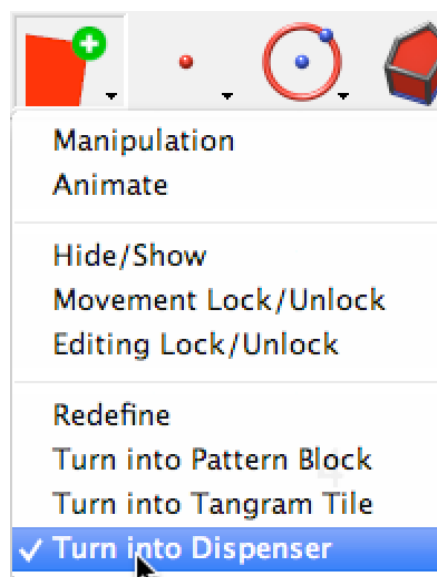 Manipulation
Animate
Hide/Show
Movement Lock/Unlock
Editing Lock/Unlock
Redefine
Turn into Pattern Block
Turn into Tangram Tile
✓ Turn into Dispenser